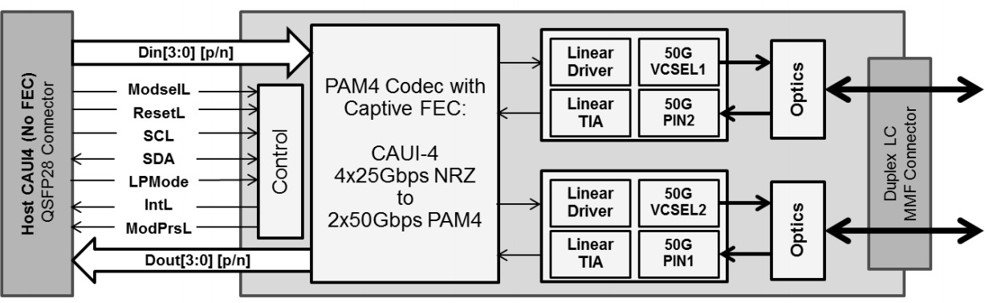 Host CAUI4 (No FEC)
QSFP28 Connector
Din[3:0] [p/n]
ModselL
ResetL
SCL
SDA
LPMode
IntL
ModPrsL
Dout[3:0] [p/n]
Control
PAM4 Codec with
Captive FEC:
CAUI-4
4x25Gbps NRZ
to
2x50Gbps PAM4
Linear
Driver
50G
VCSEL1
Linear
TIA
50G
PIN2
Optics
Linear
Driver
50G
VCSEL2
Linear
TIA
50G
PIN1
Optics
Duplex LC
MMF Connector